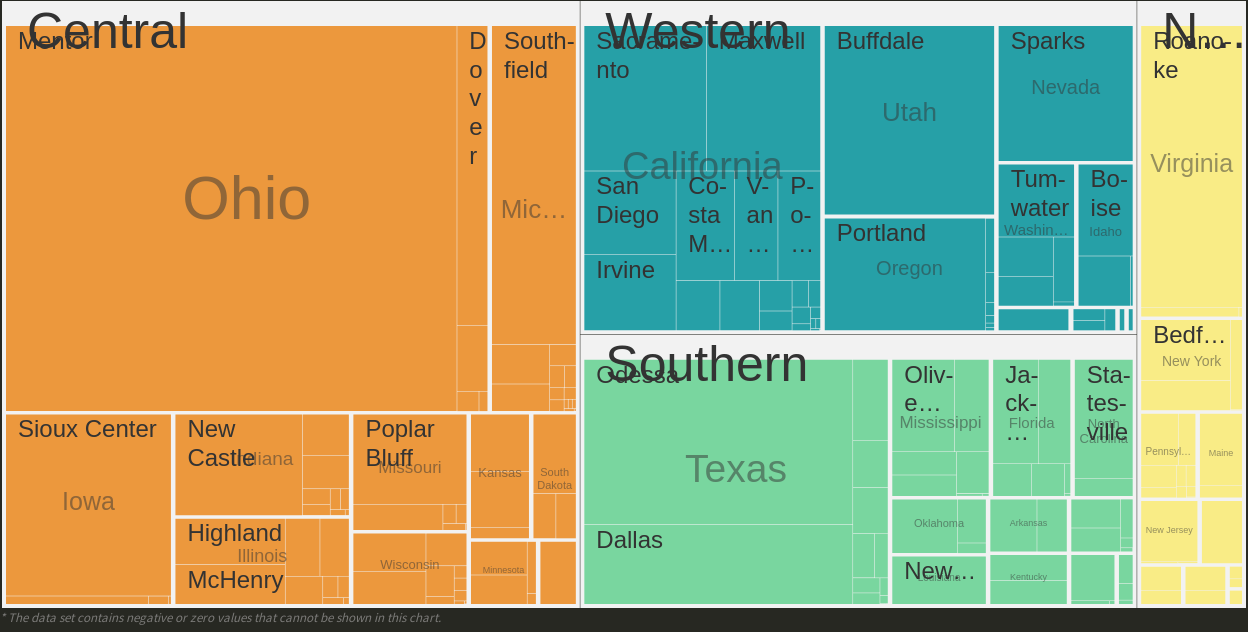 Central
Mentor
Ohio
D
o
v
e
r
South-
field
Mic...
Sioux Center
Iowa
New
Castle
Indiana
Highland
Illinois
McHenry
Poplar
Bluff
Missouri
Wisconsin
Kansas
South
Dakota
Minnesota
Western
Sacrame-
nto
Maxwell
California
San
Diego
Co-
sta
M...
V-
an
...
P-
o-
...
Irvine
Buffdale
Utah
Sparks
Nevada
Portland
Oregon
Tum-
water
Washin...
Bo-
ise
Idaho
Southern
Odessa
Texas
Dallas
Oliv-
e...
Mississippi
Ja-
ck-
...
Florida
Sta-
tes-
ville
North
Carolina
Oklahoma
Arkansas
New...
Louisiana
Kentucky
N...
Roano-
ke
Virginia
Bedf...
New York
Pennsyl...
Maine
New Jersey
* The data set contains negative or zero values that cannot be shown in this chart.